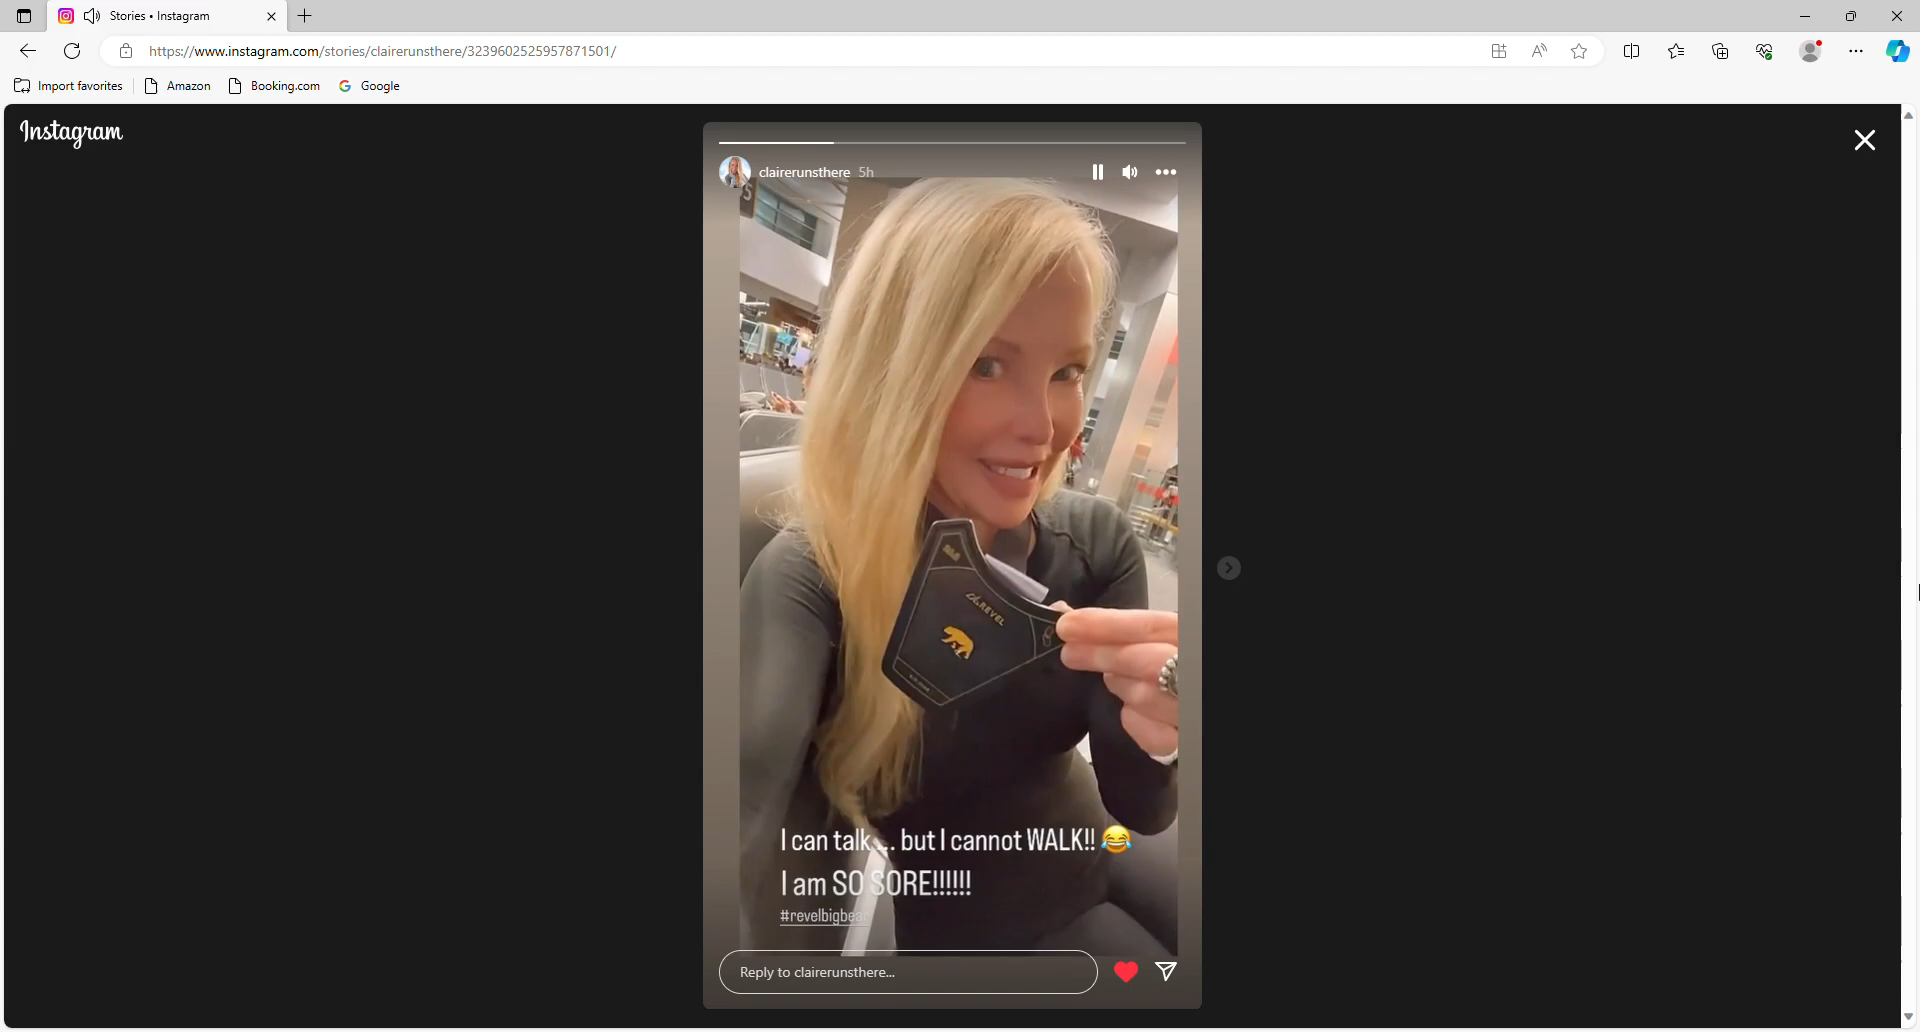 Stories • Instagram
https://www.instagram.com/stories/clairerunsthere/3239602525957871501/
Import favorites
Amazon
Booking.com
Google
Instagram
clairerunsthere 5h
REVEL
I can talk.... but I cannot WALK!! 😂
I am SO SORE!!!!!!
#revelbigbear
Reply to clairerunsthere...